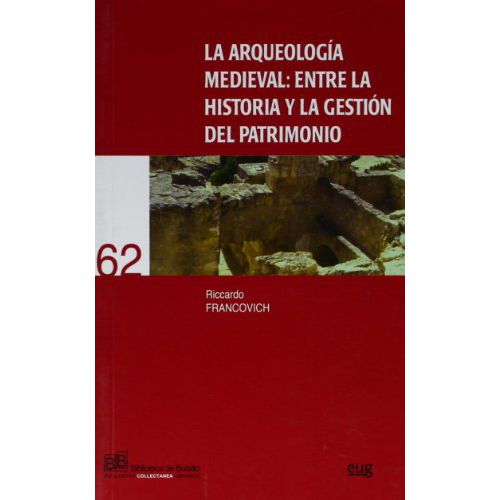 LA ARQUEOLOGÍA
MEDIEVAL: ENTRE LA
HISTORIA Y LA GESTIÓN
DEL PATRIMONIO
62
Riccardo
FRANCOVICH
Biblioteca de Bolsillo
COLLECTANEA
eug